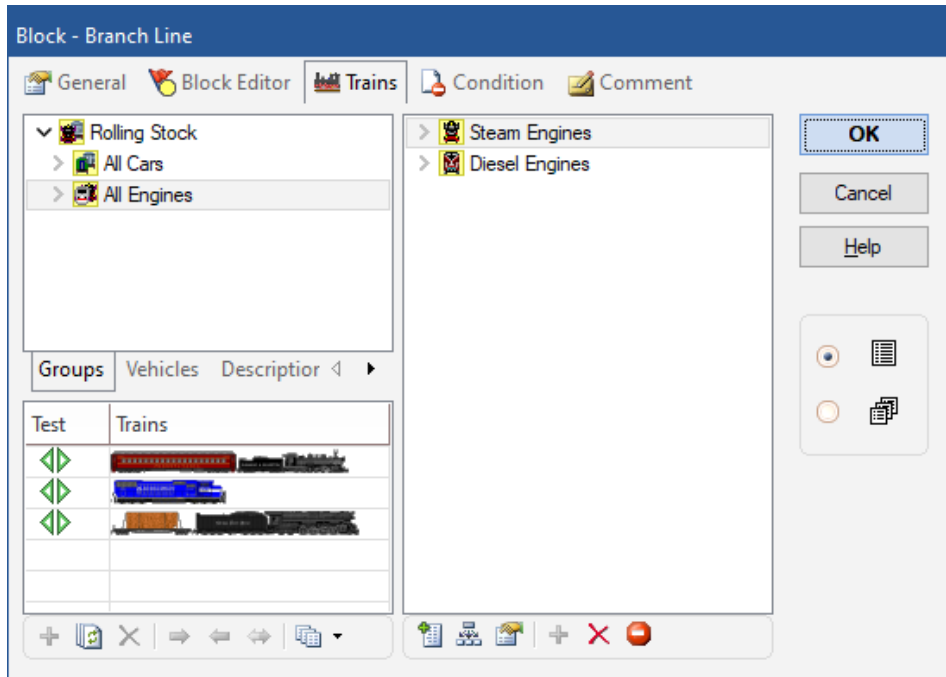 Block - Branch Line
General Block Editor Trains Condition Comment
Rolling Stock
All Cars
All Engines
Steam Engines
Diesel Engines
OK
Cancel
Help
Groups Vehicles Descriptior
Test Trains